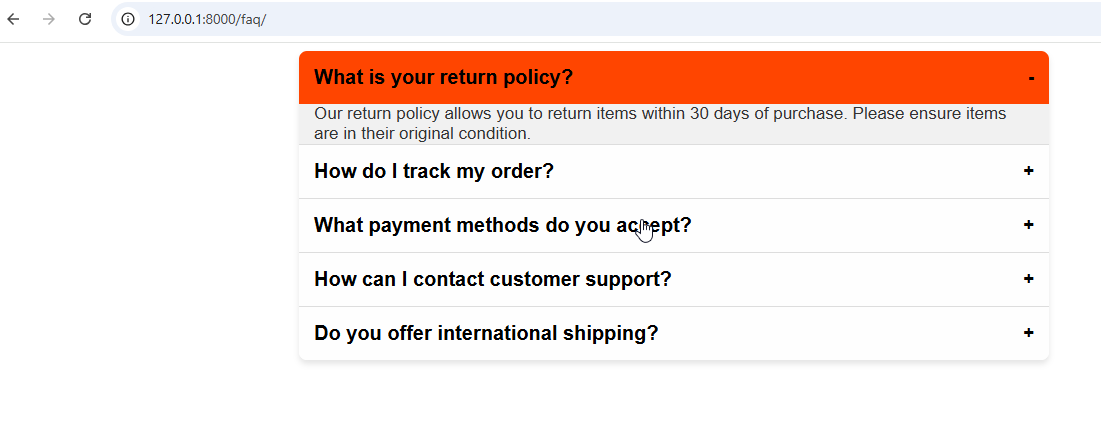 127.0.0.1:8000/faq/
What is your return policy? -
Our return policy allows you to return items within 30 days of purchase. Please ensure items
are in their original condition.
How do I track my order? +
What payment methods do you accept? +
How can I contact customer support? +
Do you offer international shipping? +